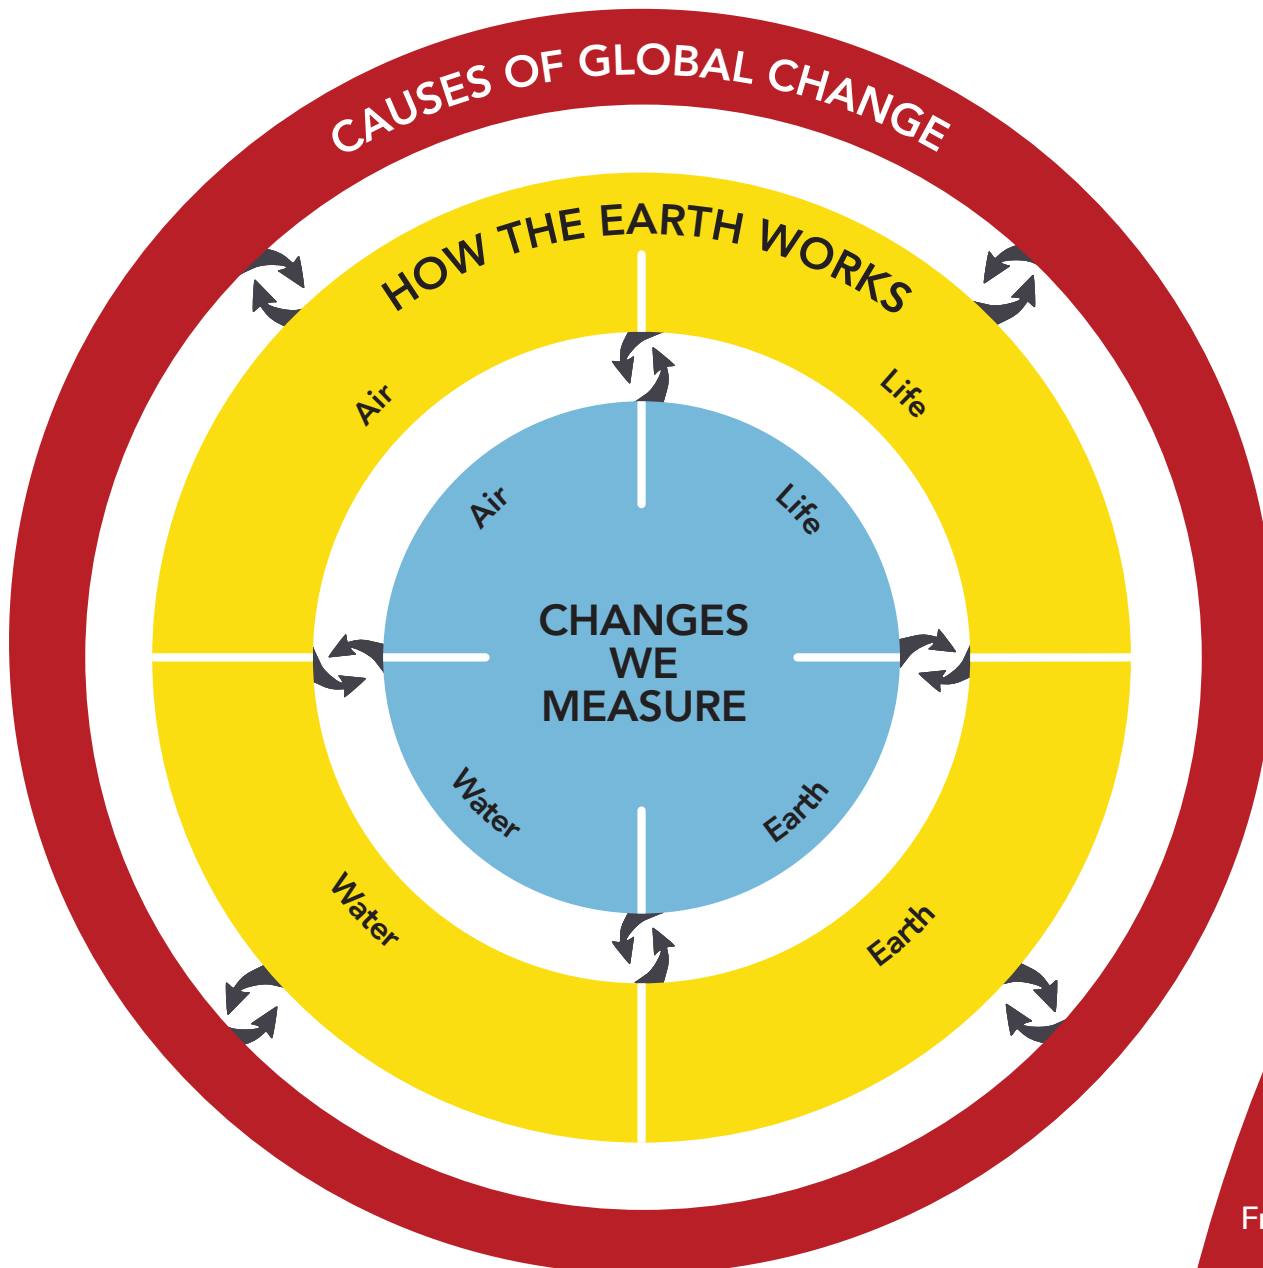 CAUSES OF GLOBAL CHANGE
HOW THE EARTH WORKS
Air
Life
Air
Life
CHANGES
WE
MEASURE
Water
Earth
Water
Earth